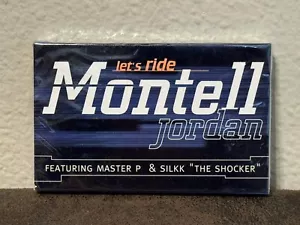 let's ride
Montell
jordan
FEATURING MASTER P & SILKK "THE SHOCKER"